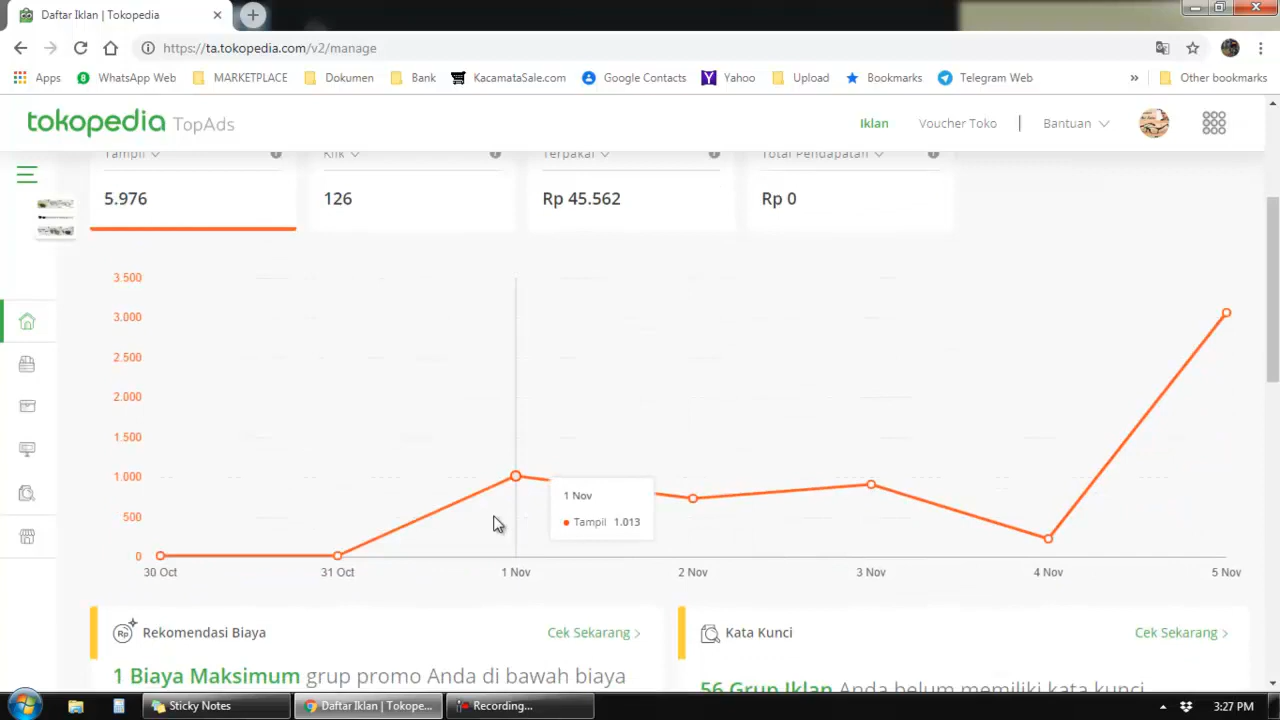 Daftar Iklan | Tokopedia
https://ta.tokopedia.com/v2/manage
Apps
WhatsApp Web
MARKETPLACE
Dokumen
Bank
KacamataSale.com
Google Contacts
Yahoo
Upload
Bookmarks
Telegram Web
»
Other bookmarks
tokopedia TopAds
Iklan
Voucher Toko
Bantuan
Tampil
Klik
Terpakai
Total Pendapatan
5.976
126
Rp 45.562
Rp 0
3.500
3.000
2.500
2.000
1.500
1.000
500
0
1 Nov
Tampil 1.013
30 Oct
31 Oct
1 Nov
2 Nov
3 Nov
4 Nov
5 Nov
Rp
Rekomendasi Biaya
Cek Sekarang >
1 Biaya Maksimum grup promo Anda di bawah biaya
Kata Kunci
Cek Sekarang >
56 Grup Iklan Anda belum memiliki kata kunci
Sticky Notes
Daftar Iklan | Tokope...
Recording...
3:27 PM